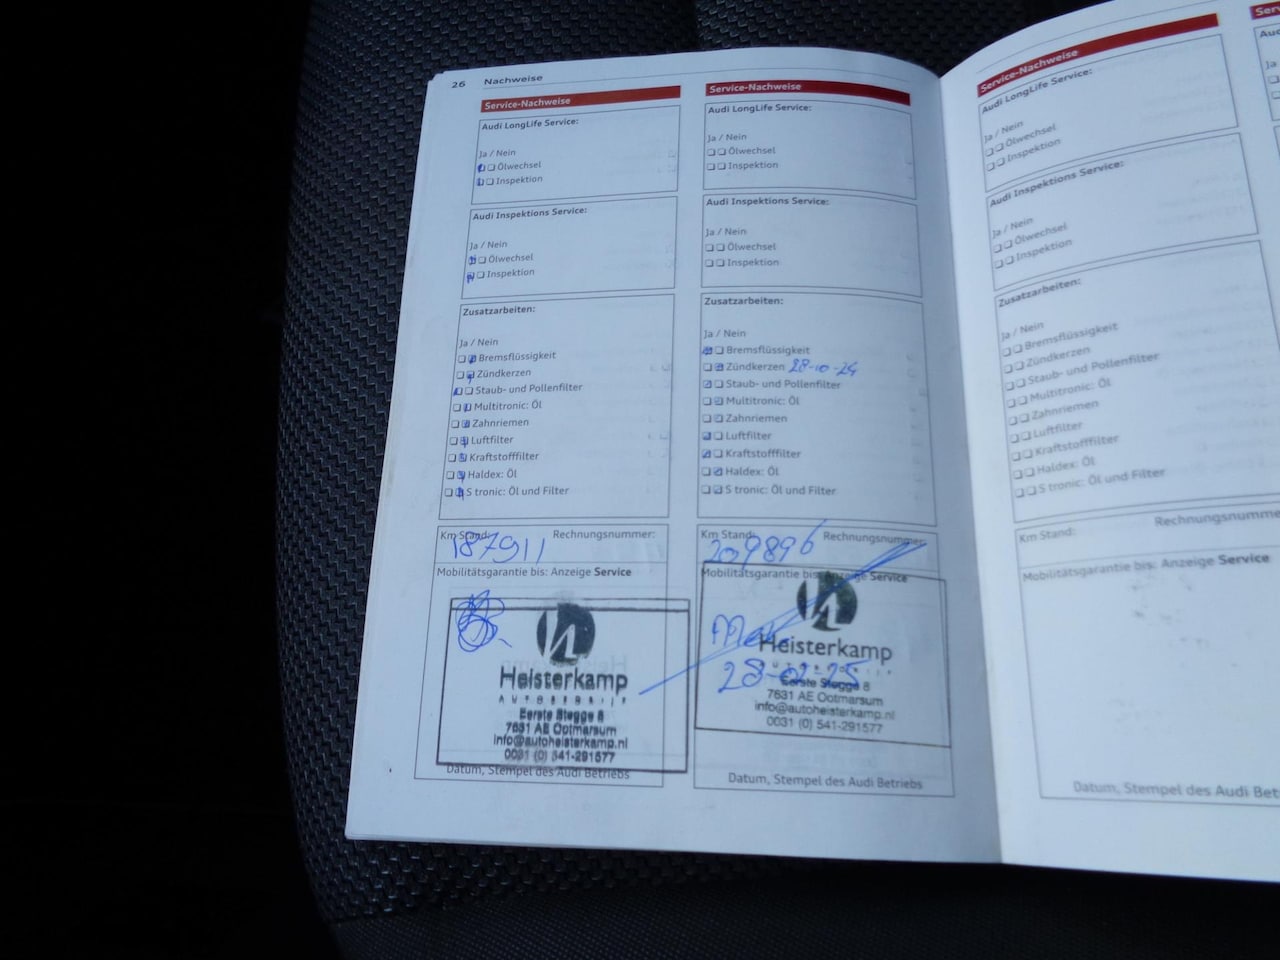 26 Nachweise
Service-Nachweise
Audi LongLife Service:
Ja / Nein
Ölwechsel
Inspektion
Audi Inspektions Service:
Ja / Nein
Ölwechsel
Inspektion
Zusatzarbeiten:
Ja / Nein
Bremsflüssigkeit
Zündkerzen
Staub- und Pollenfilter
Multitronic: Öl
Zahnriemen
Luftfilter
Kraftstofffilter
Haldex: Öl
S tronic: Öl und Filter
Km Stand: Rechnungsnummer:
187911
Mobilitätsgarantie bis: Anzeige Service
Heisterkamp
AUTOBEDRIJF
Eerste Stegge 8
7631 AE Ootmarsum
info@autoheisterkamp.nl
0031 (0) 541-291577
Datum, Stempel des Audi Betriebs
Service-Nachweise
Audi LongLife Service:
Ja / Nein
Ölwechsel
Inspektion
Audi Inspektions Service:
Ja / Nein
Ölwechsel
Inspektion
Zusatzarbeiten:
Ja / Nein
Bremsflüssigkeit
Zündkerzen 28-10-24
Staub- und Pollenfilter
Multitronic: Öl
Zahnriemen
Luftfilter
Kraftstofffilter
Haldex: Öl
S tronic: Öl und Filter
Km Stand: Rechnungsnummer:
209896
Mobilitätsgarantie bis: Anzeige Service
Heisterkamp
28-02-25
Eerste Stegge 8
7631 AE Ootmarsum
info@autoheisterkamp.nl
0031 (0) 541-291577
Datum, Stempel des Audi Betriebs
Service-Nachweise
Audi LongLife Service:
Ja / Nein
Ölwechsel
Inspektion
Audi Inspektions Service:
Ja / Nein
Ölwechsel
Inspektion
Zusatzarbeiten:
Ja / Nein
Bremsflüssigkeit
Zündkerzen
Staub- und Pollenfilter
Multitronic: Öl
Zahnriemen
Luftfilter
Kraftstofffilter
Haldex: Öl
S tronic: Öl und Filter
Km Stand: Rechnungsnumme
Mobilitätsgarantie bis: Anzeige Service
Datum, Stempel des Audi Bet
Ser
Auc
Ja